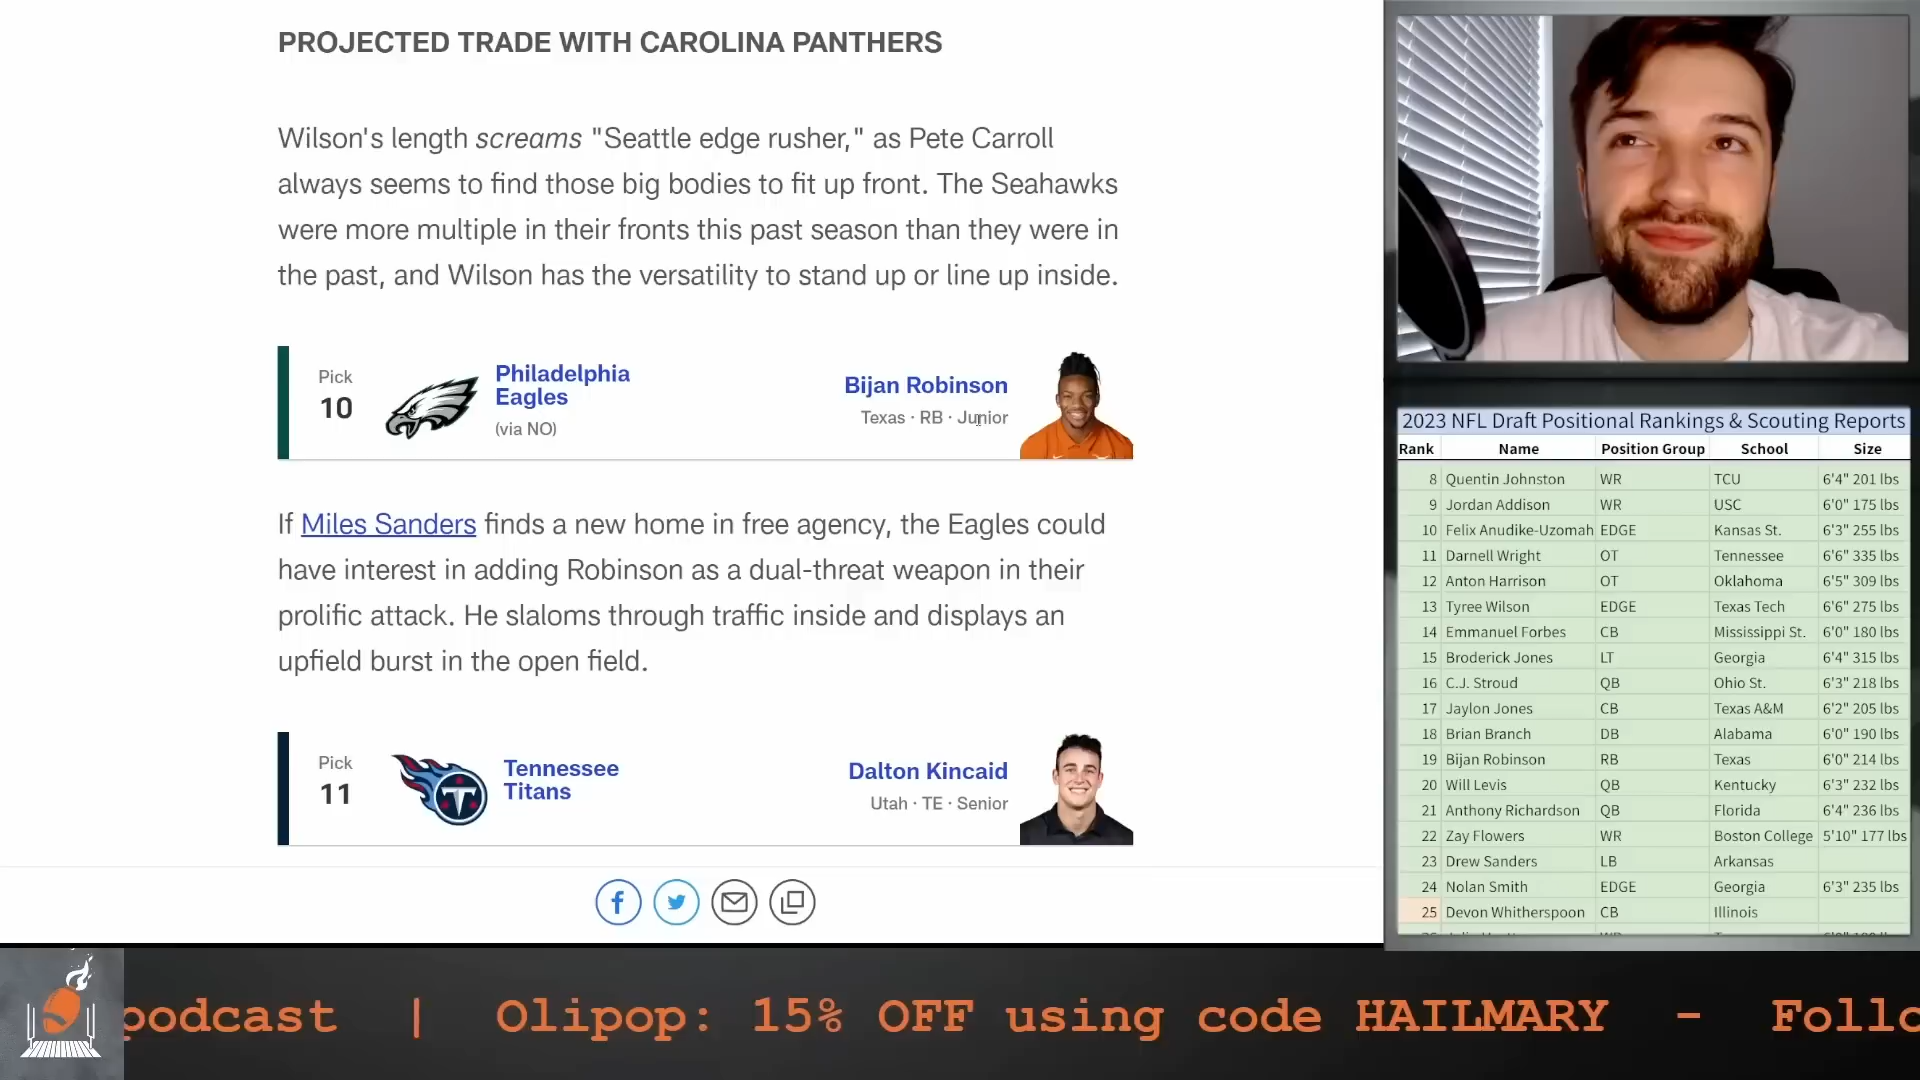 PROJECTED TRADE WITH CAROLINA PANTHERS
Wilson's length screams "Seattle edge rusher," as Pete Carroll
always seems to find those big bodies to fit up front. The Seahawks
were more multiple in their fronts this past season than they were in
the past, and Wilson has the versatility to stand up or line up inside.
Pick
10
Philadelphia
Eagles
(via NO)
Bijan Robinson
Texas · RB · Junior
If Miles Sanders finds a new home in free agency, the Eagles could
have interest in adding Robinson as a dual-threat weapon in their
prolific attack. He slaloms through traffic inside and displays an
upfield burst in the open field.
Pick
11
Tennessee
Titans
Dalton Kincaid
Utah · TE · Senior
2023 NFL Draft Positional Rankings & Scouting Reports
Rank Name Position Group School Size
8 Quentin Johnston WR TCU 6'4" 201 lbs
9 Jordan Addison WR USC 6'0" 175 lbs
10 Felix Anudike-Uzomah EDGE Kansas St. 6'3" 255 lbs
11 Darnell Wright OT Tennessee 6'6" 335 lbs
12 Anton Harrison OT Oklahoma 6'5" 309 lbs
13 Tyree Wilson EDGE Texas Tech 6'6" 275 lbs
14 Emmanuel Forbes CB Mississippi St. 6'0" 180 lbs
15 Broderick Jones LT Georgia 6'4" 315 lbs
16 C.J. Stroud QB Ohio St. 6'3" 218 lbs
17 Jaylon Jones CB Texas A&M 6'2" 205 lbs
18 Brian Branch DB Alabama 6'0" 190 lbs
19 Bijan Robinson RB Texas 6'0" 214 lbs
20 Will Levis QB Kentucky 6'3" 232 lbs
21 Anthony Richardson QB Florida 6'4" 236 lbs
22 Zay Flowers WR Boston College 5'10" 177 lbs
23 Drew Sanders LB Arkansas
24 Nolan Smith EDGE Georgia 6'3" 235 lbs
25 Devon Whitherspoon CB Illinois
podcast | Olipop: 15% OFF using code HAILMARY - Follo